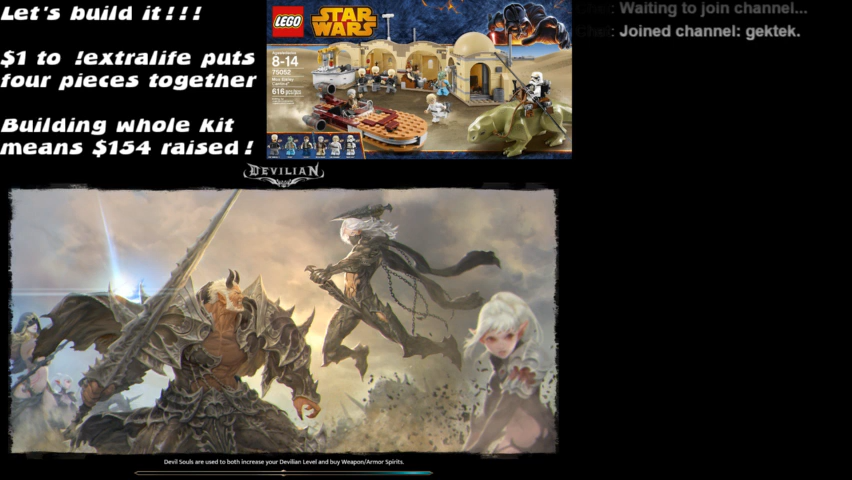 Let's build it!!!
$1 to !extralife puts
four pieces together
Building whole kit
means $154 raised!
LEGO
STAR
WARS
8-14
75052
616 pcs/pzs
DEVILIAN
Devil Souls are used to both increase your Devilian Level and buy Weapon/Armor Spirits.
Waiting to join channel...
Joined channel: gektek.